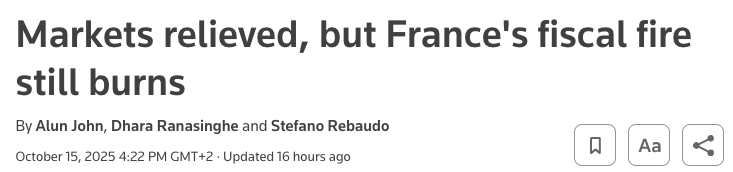 Markets relieved, but France's fiscal fire
still burns
By Alun John, Dhara Ranasinghe and Stefano Rebaudo
October 15, 2025 4:22 PM GMT+2 · Updated 16 hours ago
Aa